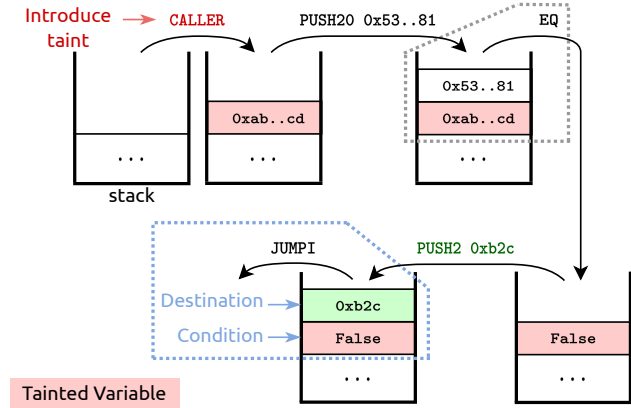 Introduce
taint
CALLER
PUSH20 0x53..81
EQ
0x53..81
0xab..cd
0xab..cd
...
...
...
stack
JUMPI
PUSH2 0xb2c
Destination
0xb2c
Condition
False
False
...
...
Tainted Variable